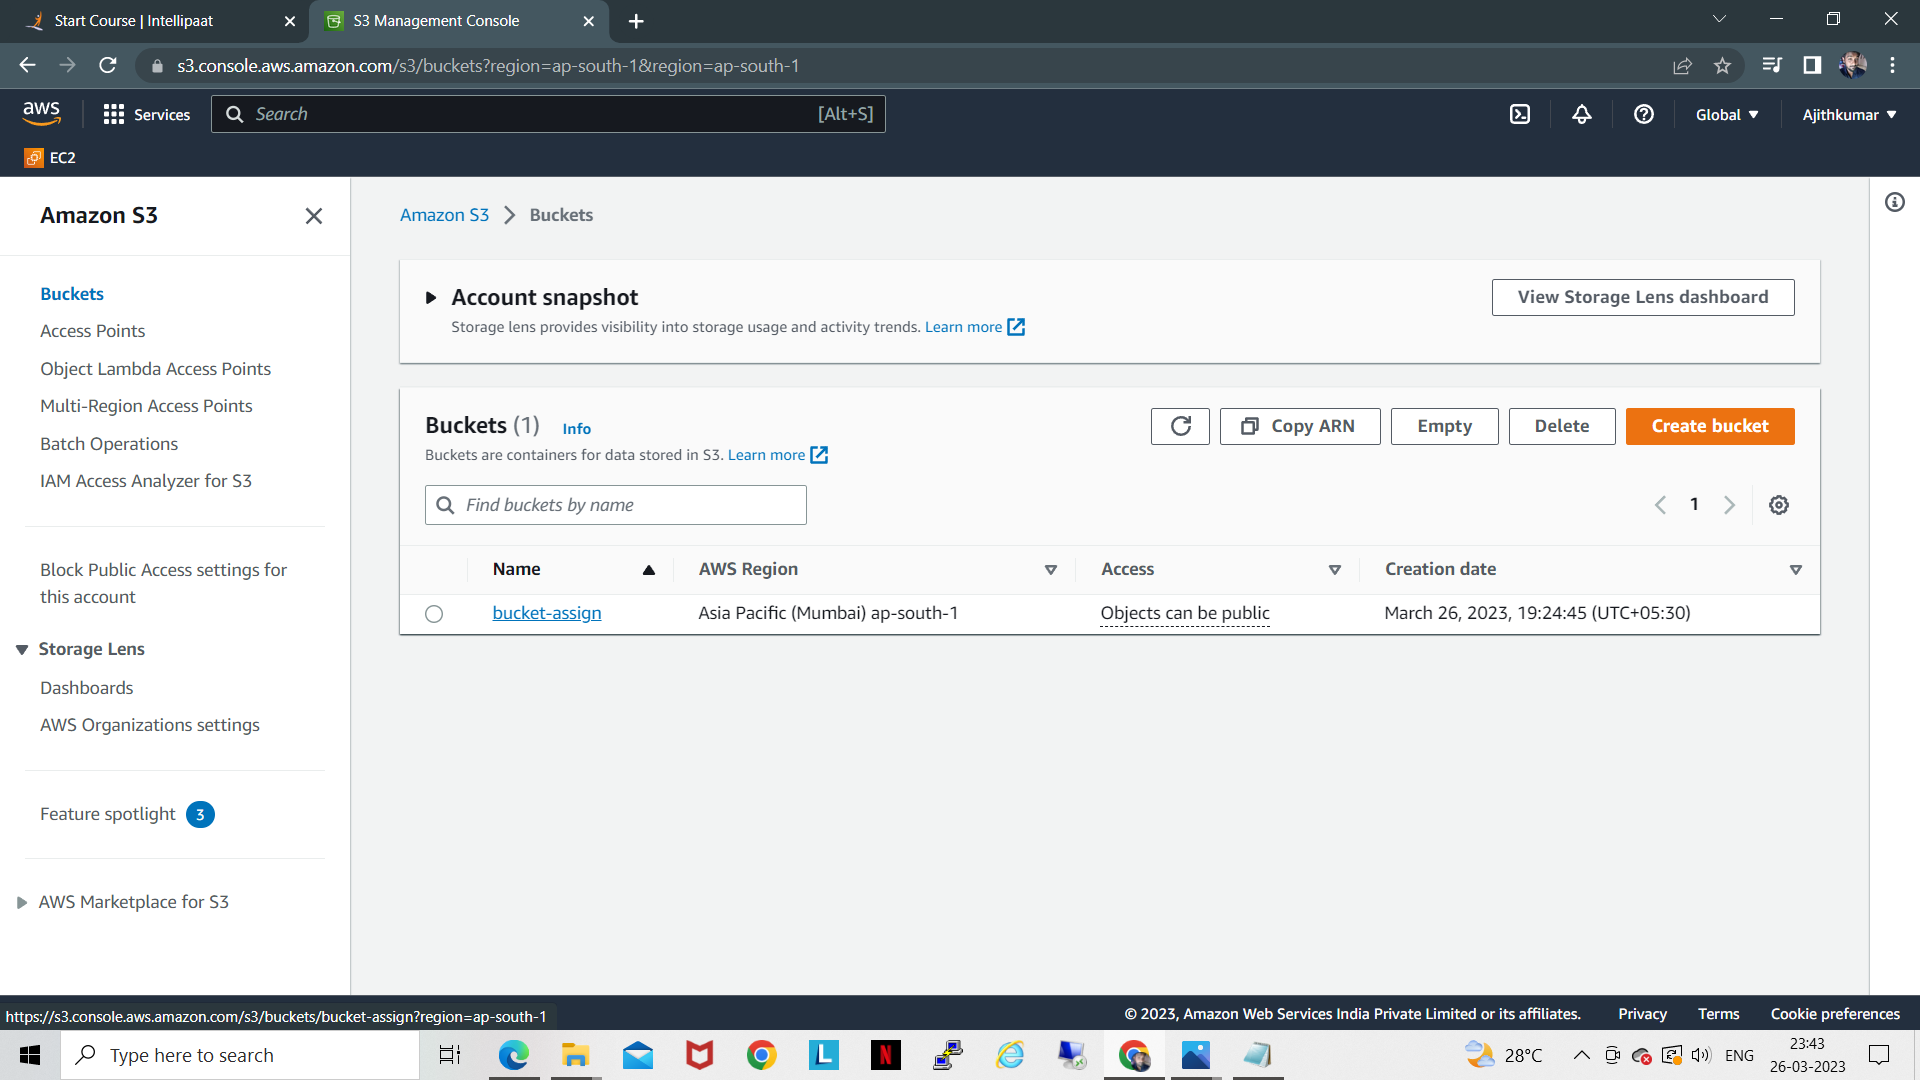 Start Course | Intellipaat
S3 Management Console
s3.console.aws.amazon.com/s3/buckets?region=ap-south-1&region=ap-south-1
aws
Services
Search
[Alt+S]
Global
Ajithkumar
EC2
Amazon S3
Buckets
Access Points
Object Lambda Access Points
Multi-Region Access Points
Batch Operations
IAM Access Analyzer for S3
Block Public Access settings for
this account
Storage Lens
Dashboards
AWS Organizations settings
Feature spotlight 3
AWS Marketplace for S3
Amazon S3 > Buckets
Account snapshot
Storage lens provides visibility into storage usage and activity trends. Learn more
View Storage Lens dashboard
Buckets (1) Info
Buckets are containers for data stored in S3. Learn more
Copy ARN
Empty
Delete
Create bucket
Find buckets by name
1
Name AWS Region Access Creation date
bucket-assign Asia Pacific (Mumbai) ap-south-1 Objects can be public March 26, 2023, 19:24:45 (UTC+05:30)
https://s3.console.aws.amazon.com/s3/buckets/bucket-assign?region=ap-south-1
© 2023, Amazon Web Services India Private Limited or its affiliates. Privacy Terms Cookie preferences
Type here to search
L
N
28°C
ENG
23:43
26-03-2023